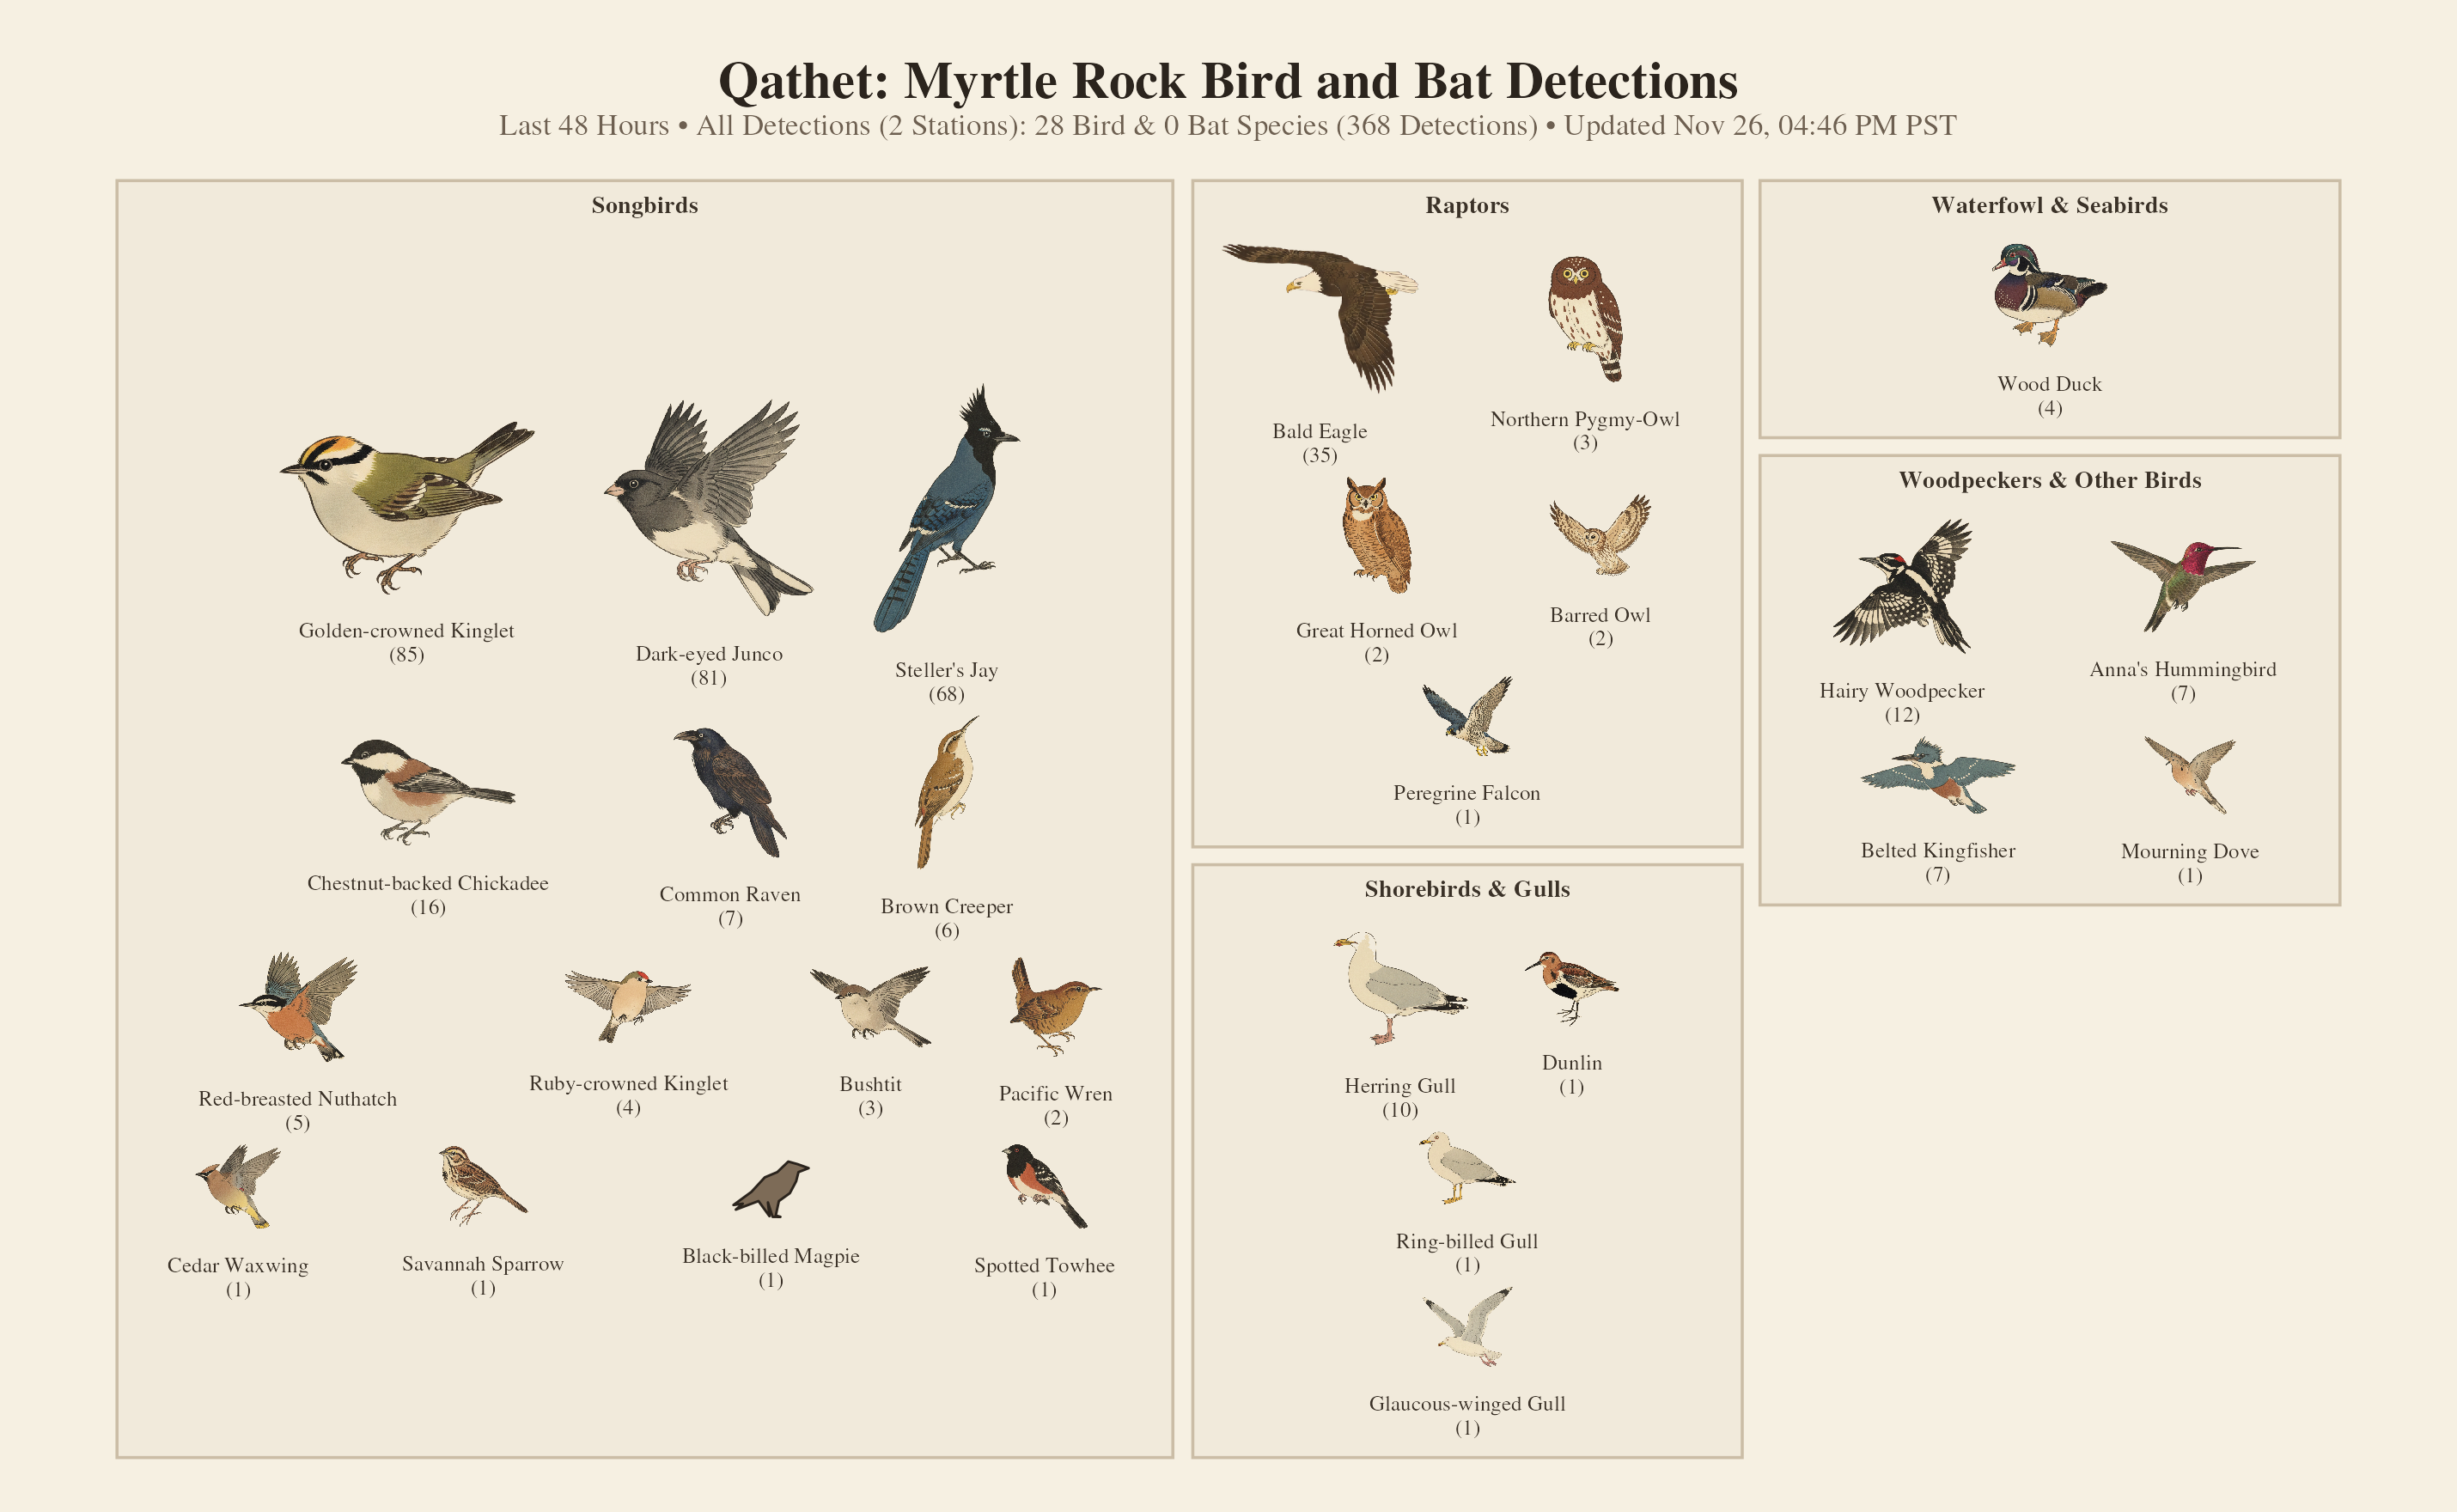 Qathet: Myrtle Rock Bird and Bat Detections
Last 48 Hours • All Detections (2 Stations): 28 Bird & 0 Bat Species (368 Detections) • Updated Nov 26, 04:46 PM PST
Songbirds
Golden-crowned Kinglet
(85)
Dark-eyed Junco
(81)
Steller's Jay
(68)
Chestnut-backed Chickadee
(16)
Common Raven
(7)
Brown Creeper
(6)
Red-breasted Nuthatch
(5)
Ruby-crowned Kinglet
(4)
Bushtit
(3)
Pacific Wren
(2)
Cedar Waxwing
(1)
Savannah Sparrow
(1)
Black-billed Magpie
(1)
Spotted Towhee
(1)
Raptors
Bald Eagle
(35)
Northern Pygmy-Owl
(3)
Great Horned Owl
(2)
Barred Owl
(2)
Peregrine Falcon
(1)
Shorebirds & Gulls
Herring Gull
(10)
Dunlin
(1)
Ring-billed Gull
(1)
Glaucous-winged Gull
(1)
Waterfowl & Seabirds
Wood Duck
(4)
Woodpeckers & Other Birds
Hairy Woodpecker
(12)
Anna's Hummingbird
(7)
Belted Kingfisher
(7)
Mourning Dove
(1)